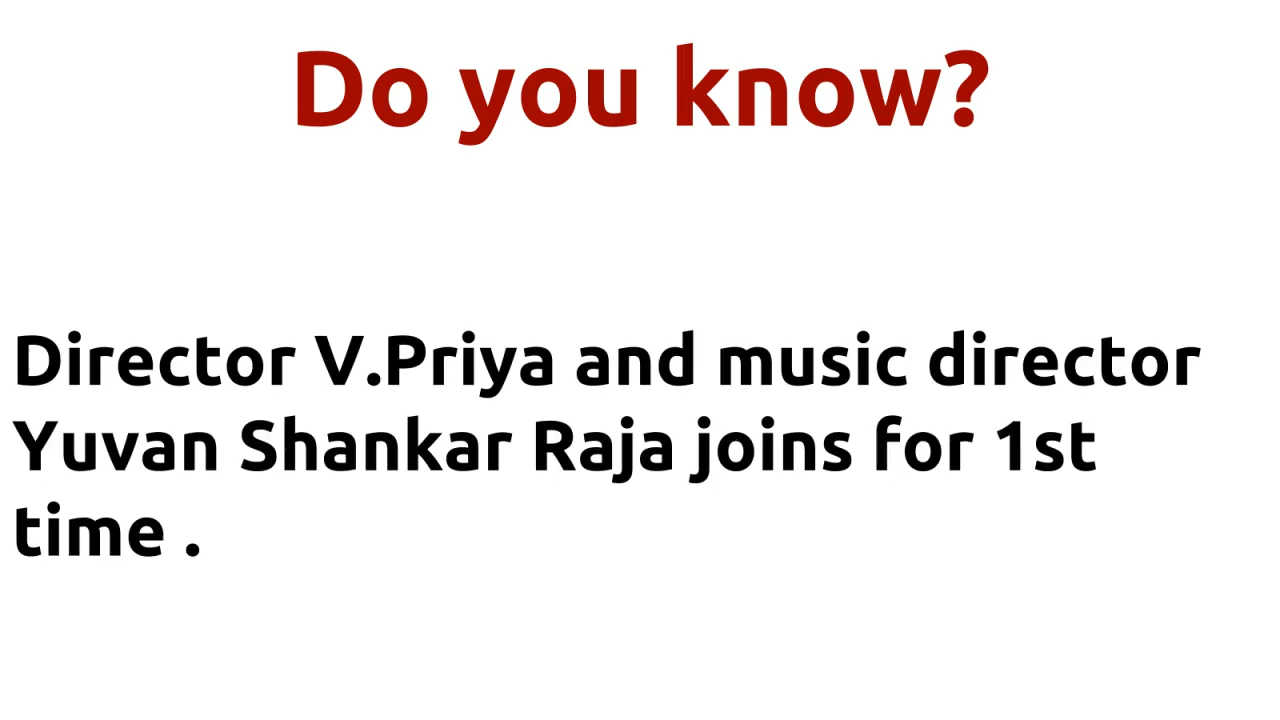 Do you know?
Director V.Priya and music director
Yuvan Shankar Raja joins for 1st
time .